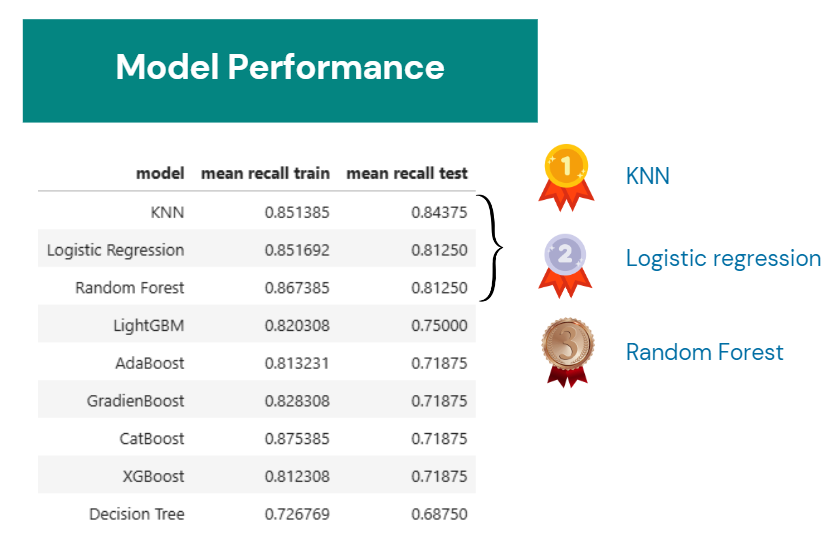 Model Performance
model mean recall train mean recall test
KNN 0.851385 0.84375
Logistic Regression 0.851692 0.81250
Random Forest 0.867385 0.81250
LightGBM 0.820308 0.75000
AdaBoost 0.813231 0.71875
GradienBoost 0.828308 0.71875
CatBoost 0.875385 0.71875
XGBoost 0.812308 0.71875
Decision Tree 0.726769 0.68750
1 KNN
2 Logistic regression
3 Random Forest